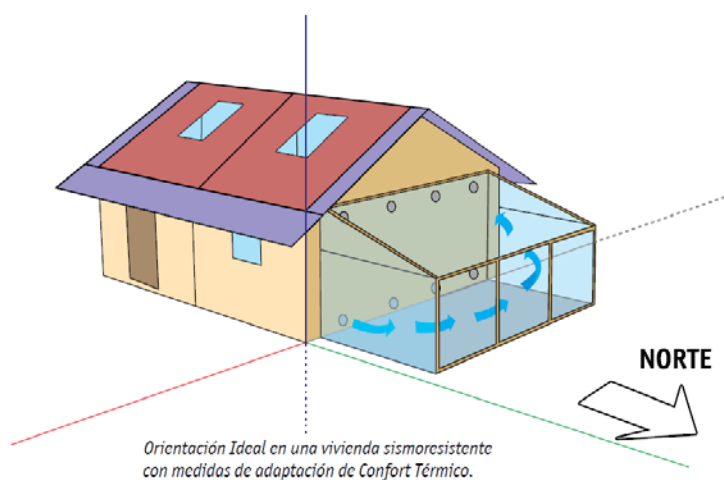 NORTE
Orientación Ideal en una vivienda sismoresistente
con medidas de adaptación de Confort Térmico.